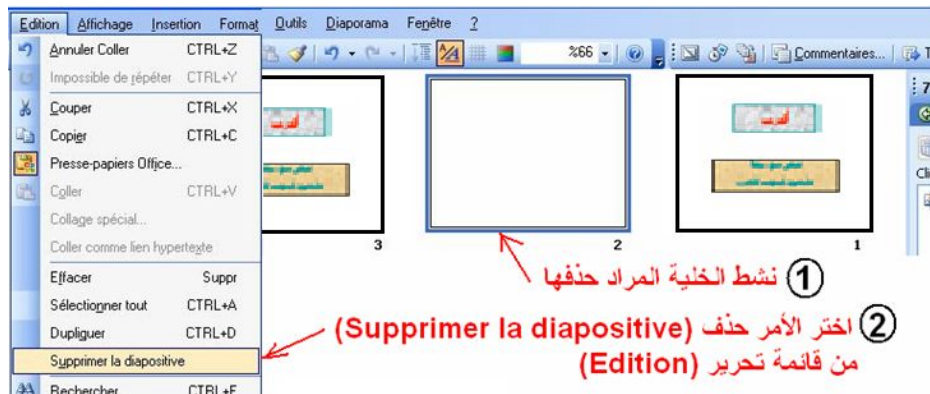 Edition Affichage Insertion Format Outils Diaporama Fenêtre ?
Annuler Coller CTRL+Z
Impossible de répéter CTRL+Y
Couper CTRL+X
Copier CTRL+C
Presse-papiers Office...
Coller CTRL+V
Collage spécial...
Coller comme lien hypertexte
Effacer Suppr
Sélectionner tout CTRL+A
Dupliquer CTRL+D
Supprimer la diapositive
Rechercher CTRL+F
%66 Commentaires...
3
2
1
① نشط الخلية المراد حذفها
② اختر الأمر حذف (Supprimer la diapositive)
من قائمة تحرير (Edition)